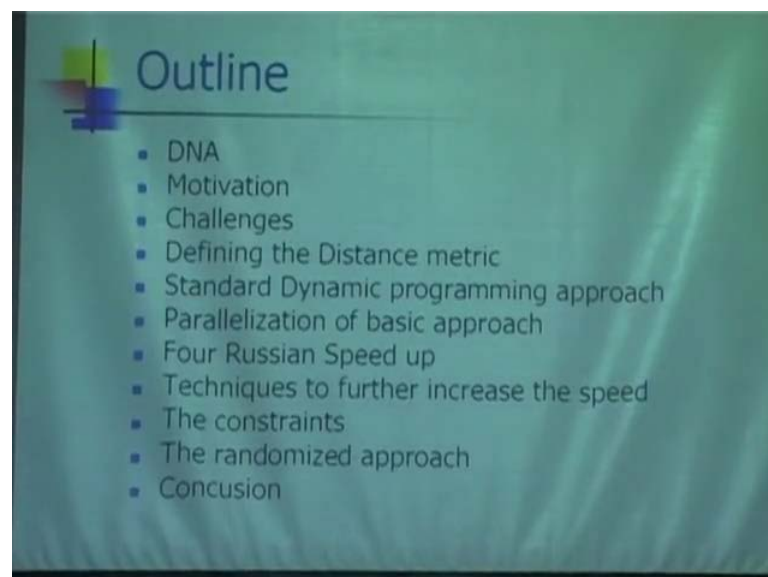 Outline
DNA
Motivation
Challenges
Defining the Distance metric
Standard Dynamic programming approach
Parallelization of basic approach
Four Russian Speed up
Techniques to further increase the speed
The constraints
The randomized approach
Concusion